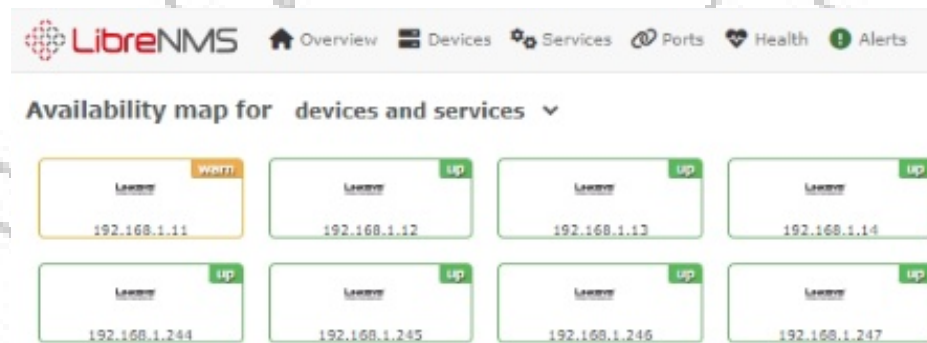 LibreNMS Overview Devices Services Ports Health Alerts
Availability map for devices and services
warn up up up
192.168.1.11 192.168.1.12 192.168.1.13 192.168.1.14
up up up up
192.168.1.244 192.168.1.245 192.168.1.246 192.168.1.247